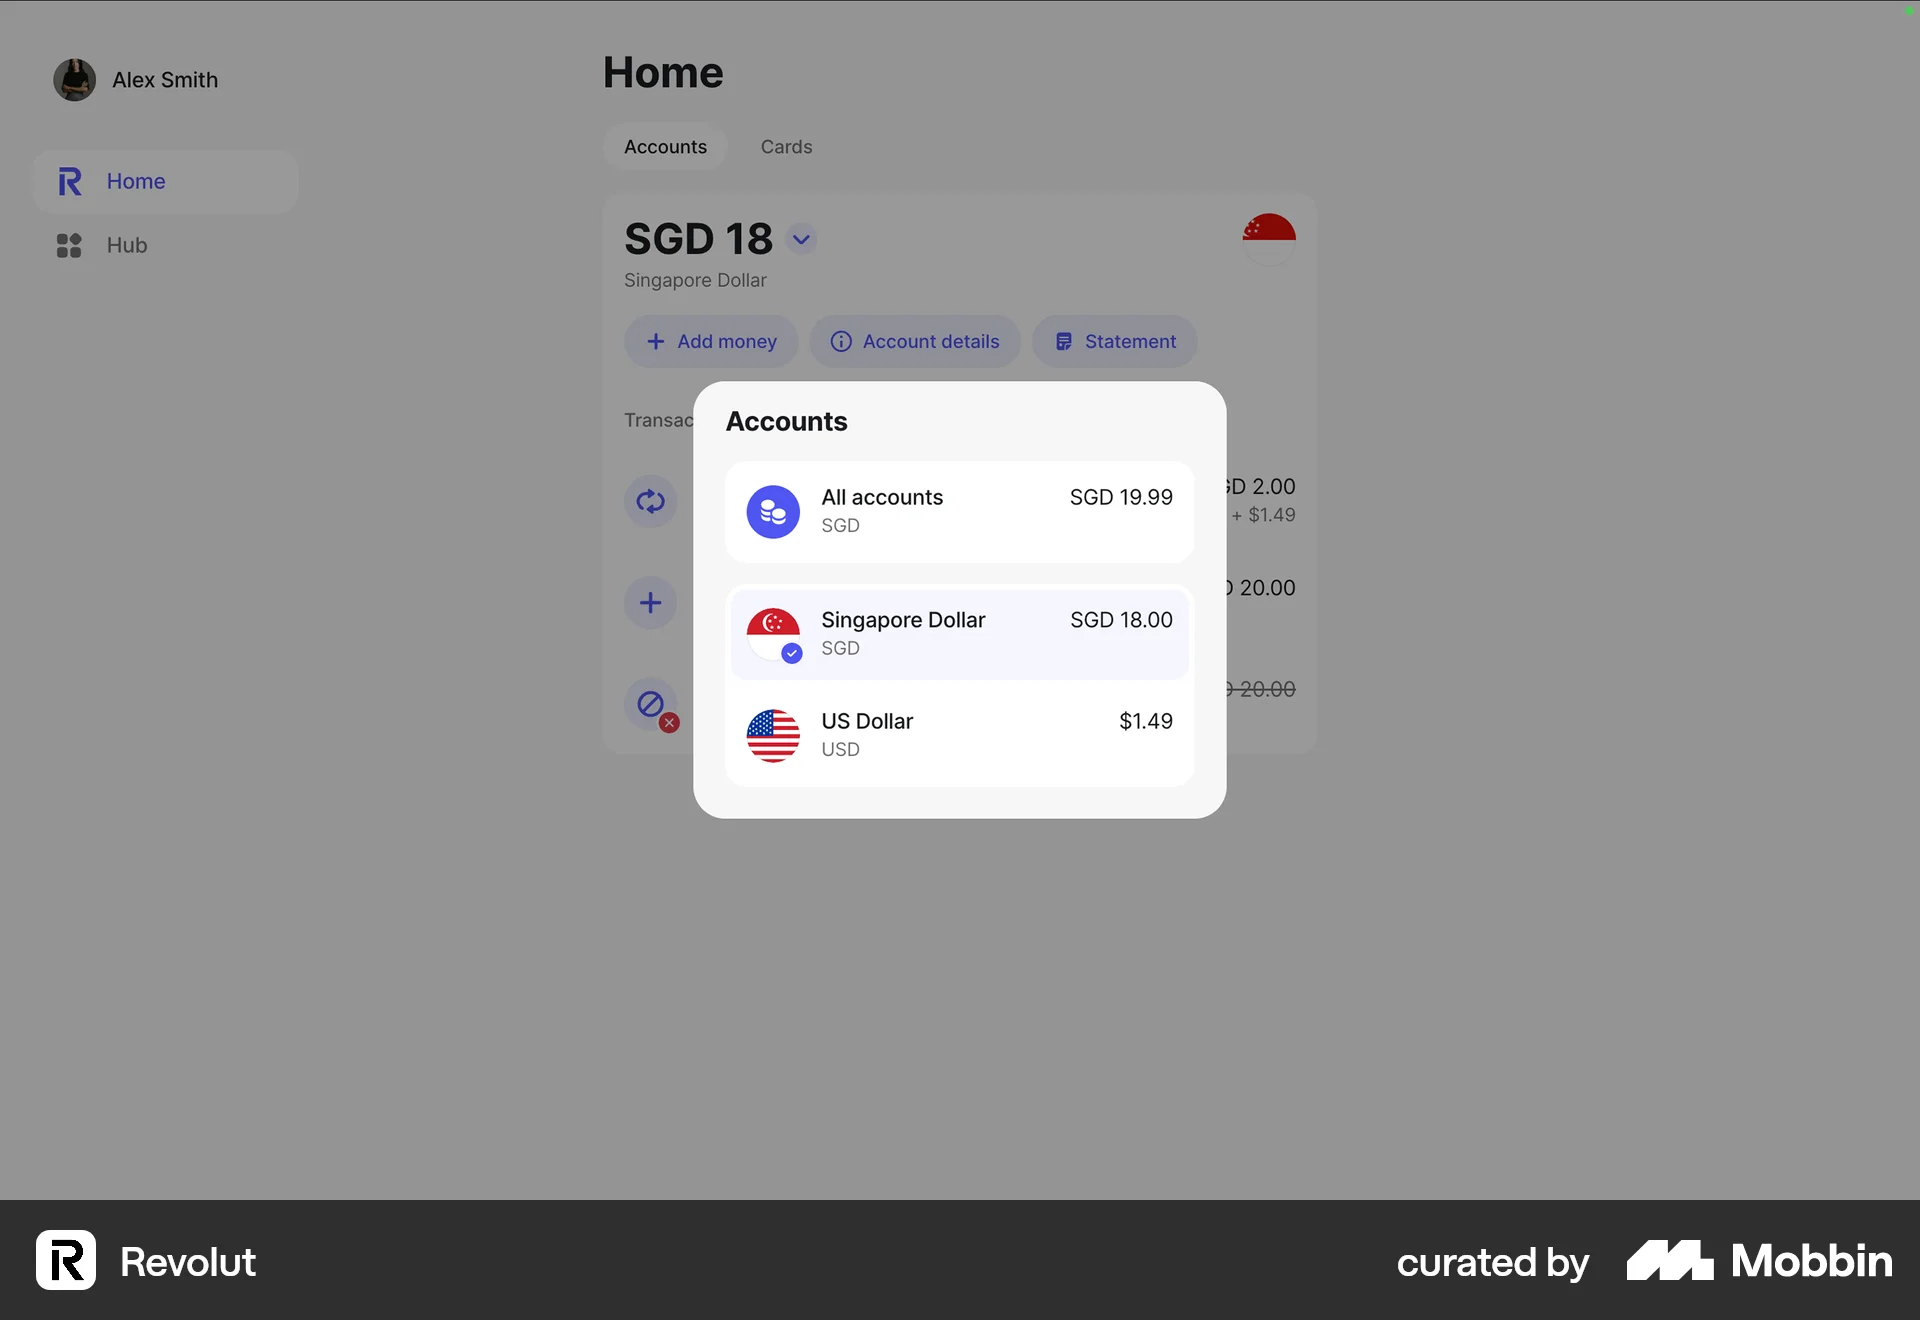 Alex Smith
Home
Hub
Home
Accounts
Cards
SGD 18
Singapore Dollar
Add money
Account details
Statement
Transac
Accounts
All accounts
SGD 19.99
SGD
Singapore Dollar
SGD 18.00
SGD
US Dollar
$1.49
USD
GD 2.00
+ $1.49
D 20.00
D 20.00
Revolut
curated by
Mobbin